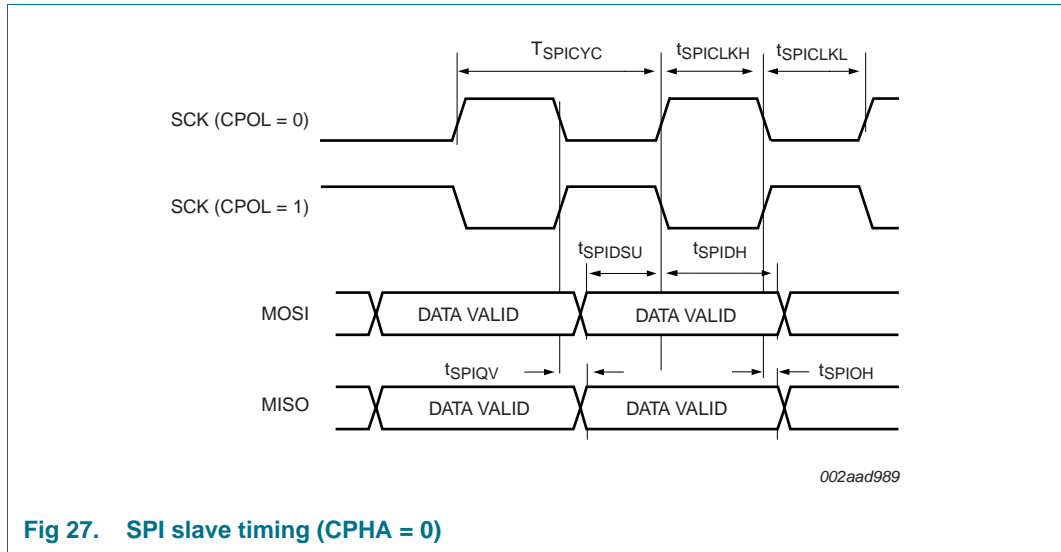 TSPICYC tSPICLKH tSPICLKL
SCK (CPOL = 0)
SCK (CPOL = 1)
tSPIDSU tSPIDH
MOSI DATA VALID DATA VALID
tSPIQV tSPIOH
MISO DATA VALID DATA VALID
002aad989
Fig 27. SPI slave timing (CPHA = 0)